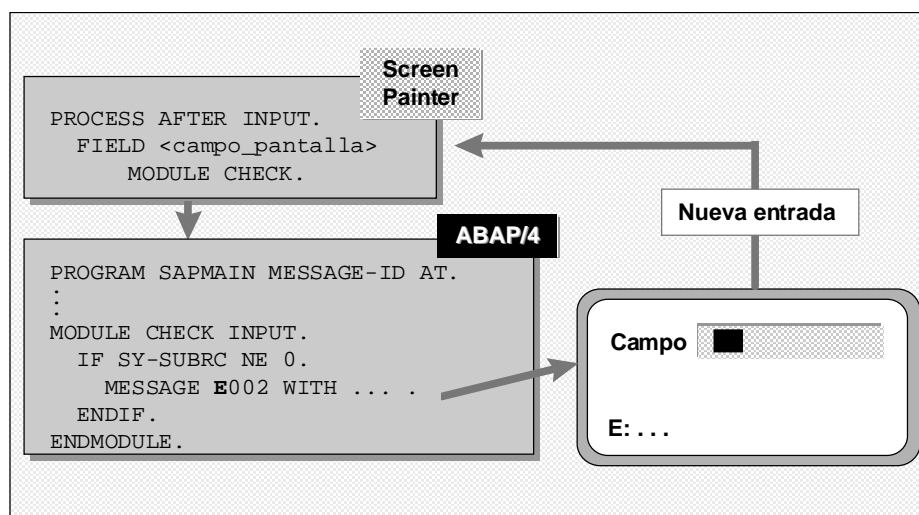 Screen
Painter
PROCESS AFTER INPUT.
FIELD <campo_pantalla>
MODULE CHECK.
Nueva entrada
ABAP/4
PROGRAM SAPMAIN MESSAGE-ID AT.
:
:
MODULE CHECK INPUT.
IF SY-SUBRC NE 0.
MESSAGE E002 WITH ... .
ENDIF.
ENDMODULE.
Campo
E: . . .